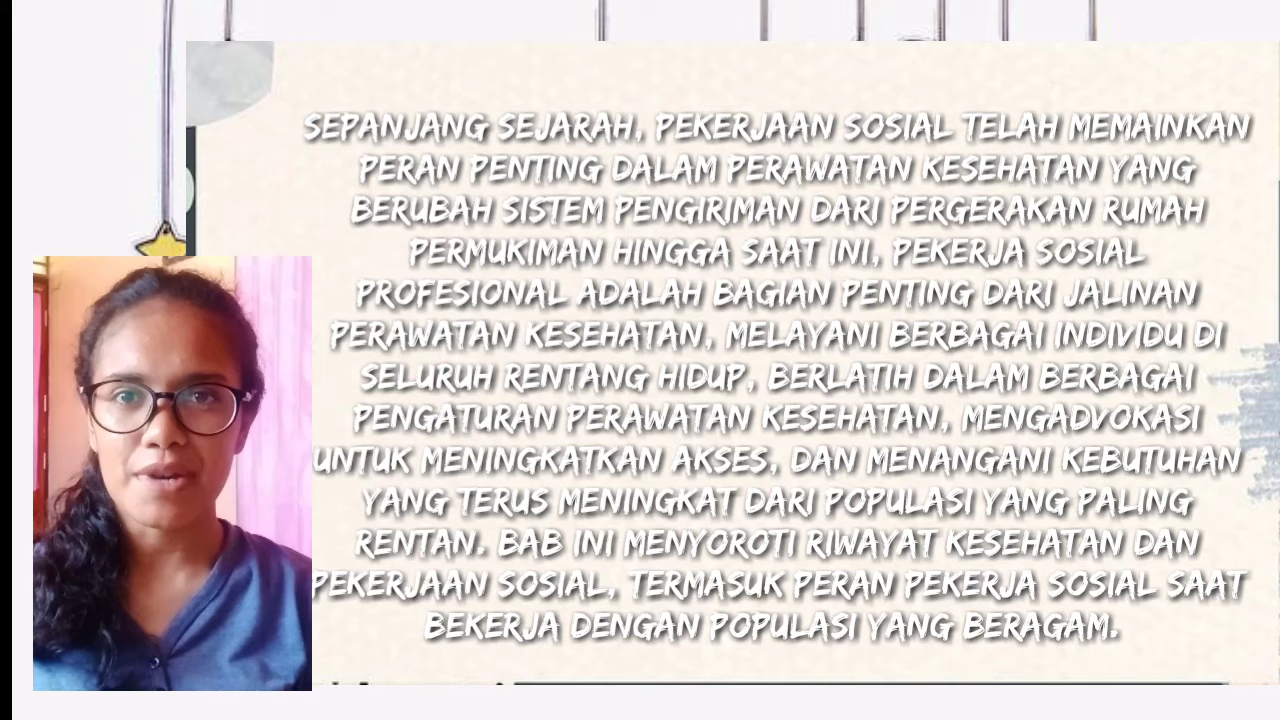 SEPANJANG SEJARAH, PEKERJAAN SOSIAL TELAH MEMAINKAN
PERAN PENTING DALAM PERAWATAN KESEHATAN YANG
BERUBAH SISTEM PENGIRIMAN DARI PERGERAKAN RUMAH
PERMUKIMAN HINGGA SAAT INI, PEKERJA SOSIAL
PROFESIONAL ADALAH BAGIAN PENTING DARI JALINAN
PERAWATAN KESEHATAN, MELAYANI BERBAGAI INDIVIDU DI
SELURUH RENTANG HIDUP, BERLATIH DALAM BERBAGAI
PENGATURAN PERAWATAN KESEHATAN, MENGADVOKASI
UNTUK MENINGKATKAN AKSES, DAN MENANGANI KEBUTUHAN
YANG TERUS MENINGKAT DARI POPULASI YANG PALING
RENTAN. BAB INI MENYOROTI RIWAYAT KESEHATAN DAN
PEKERJAAN SOSIAL, TERMASUK PERAN PEKERJA SOSIAL SAAT
BEKERJA DENGAN POPULASI YANG BERAGAM.